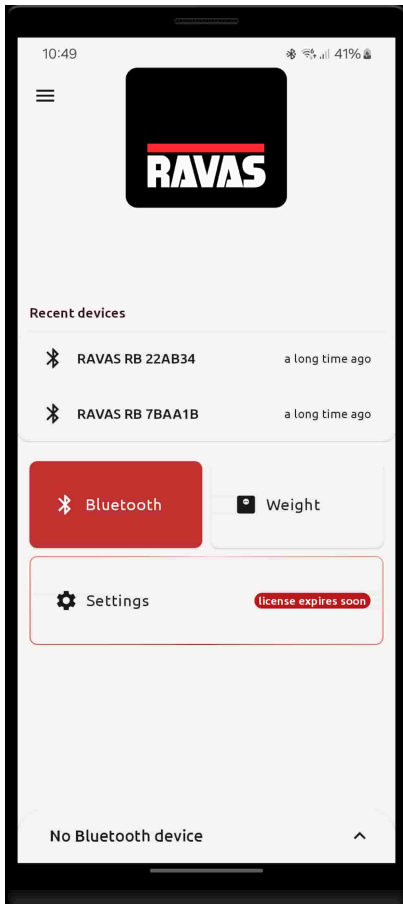 10:49
41%
RAVAS
Recent devices
RAVAS RB 22AB34 a long time ago
RAVAS RB 7BAA1B a long time ago
Bluetooth Weight
Settings license expires soon
No Bluetooth device